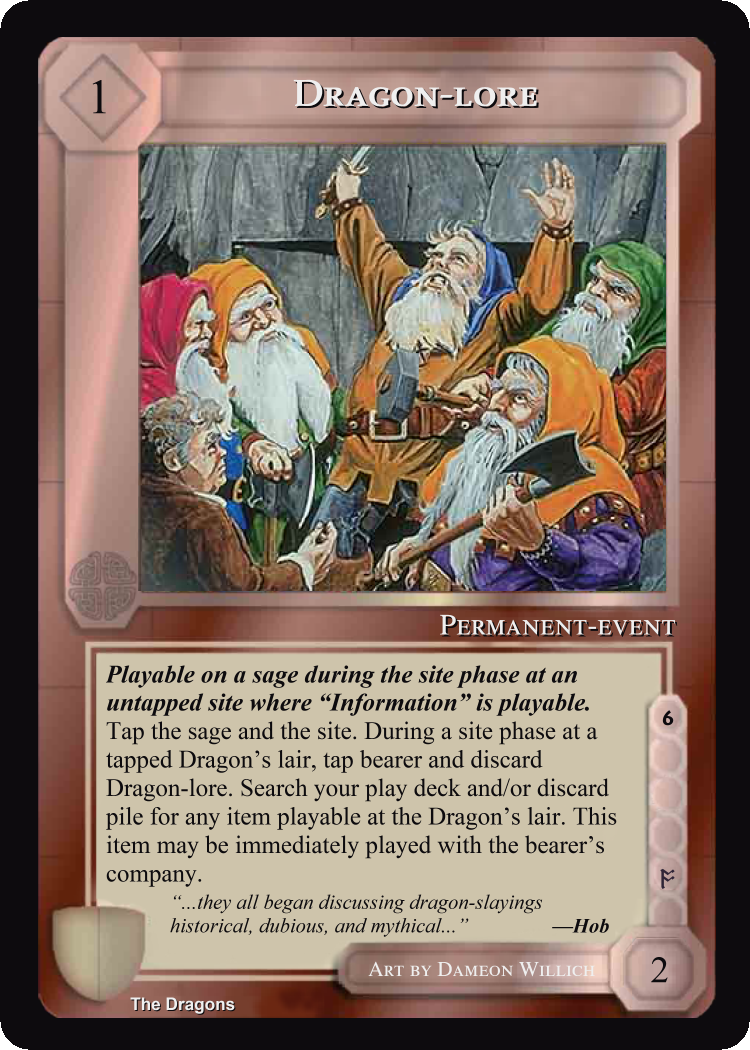 1
Dragon-lore
Permanent-event
Playable on a sage during the site phase at an
untapped site where “Information” is playable.
Tap the sage and the site. During a site phase at a
tapped Dragon’s lair, tap bearer and discard
Dragon-lore. Search your play deck and/or discard
pile for any item playable at the Dragon’s lair. This
item may be immediately played with the bearer’s
company.
“...they all began discussing dragon-slayings
historical, dubious, and mythical...” —Hob
6
Art by Dameon Willich
2
The Dragons